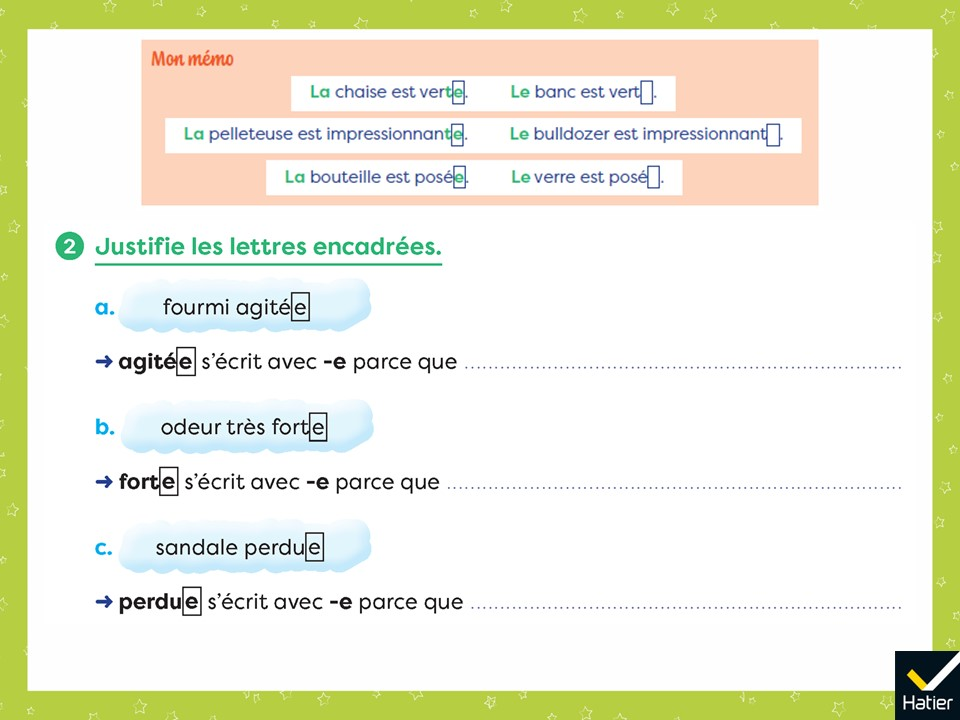 Mon mémo
La chaise est verte. Le banc est vert .
La pelleteuse est impressionnante. Le bulldozer est impressionnant .
La bouteille est posée. Le verre est posé .
2 Justifie les lettres encadrées.
a. fourmi agitée
➜ agitée s'écrit avec -e parce que ........................................................................
b. odeur très forte
➜ forte s'écrit avec -e parce que ...........................................................................
c. sandale perdue
➜ perdue s'écrit avec -e parce que .......................................................................
Hatier